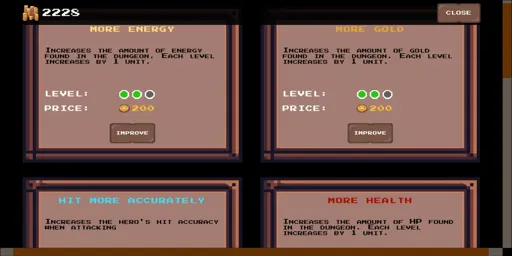 2228
CLOSE
MORE ENERGY
INCREASES THE AMOUNT OF ENERGY
FOUND IN THE DUNGEON. EACH LEVEL
INCREASES BY 1 UNIT.
LEVEL:
PRICE: 200
IMPROVE
MORE GOLD
INCREASES THE AMOUNT OF GOLD
FOUND IN THE DUNGEON. EACH LEVEL
INCREASES BY 1 UNIT.
LEVEL:
PRICE: 200
IMPROVE
HIT MORE ACCURATELY
INCREASES THE HERO'S HIT ACCURACY
WHEN ATTACKING
MORE HEALTH
INCREASES THE AMOUNT OF HP FOUND
IN THE DUNGEON. EACH LEVEL
INCREASES BY 1 UNIT.